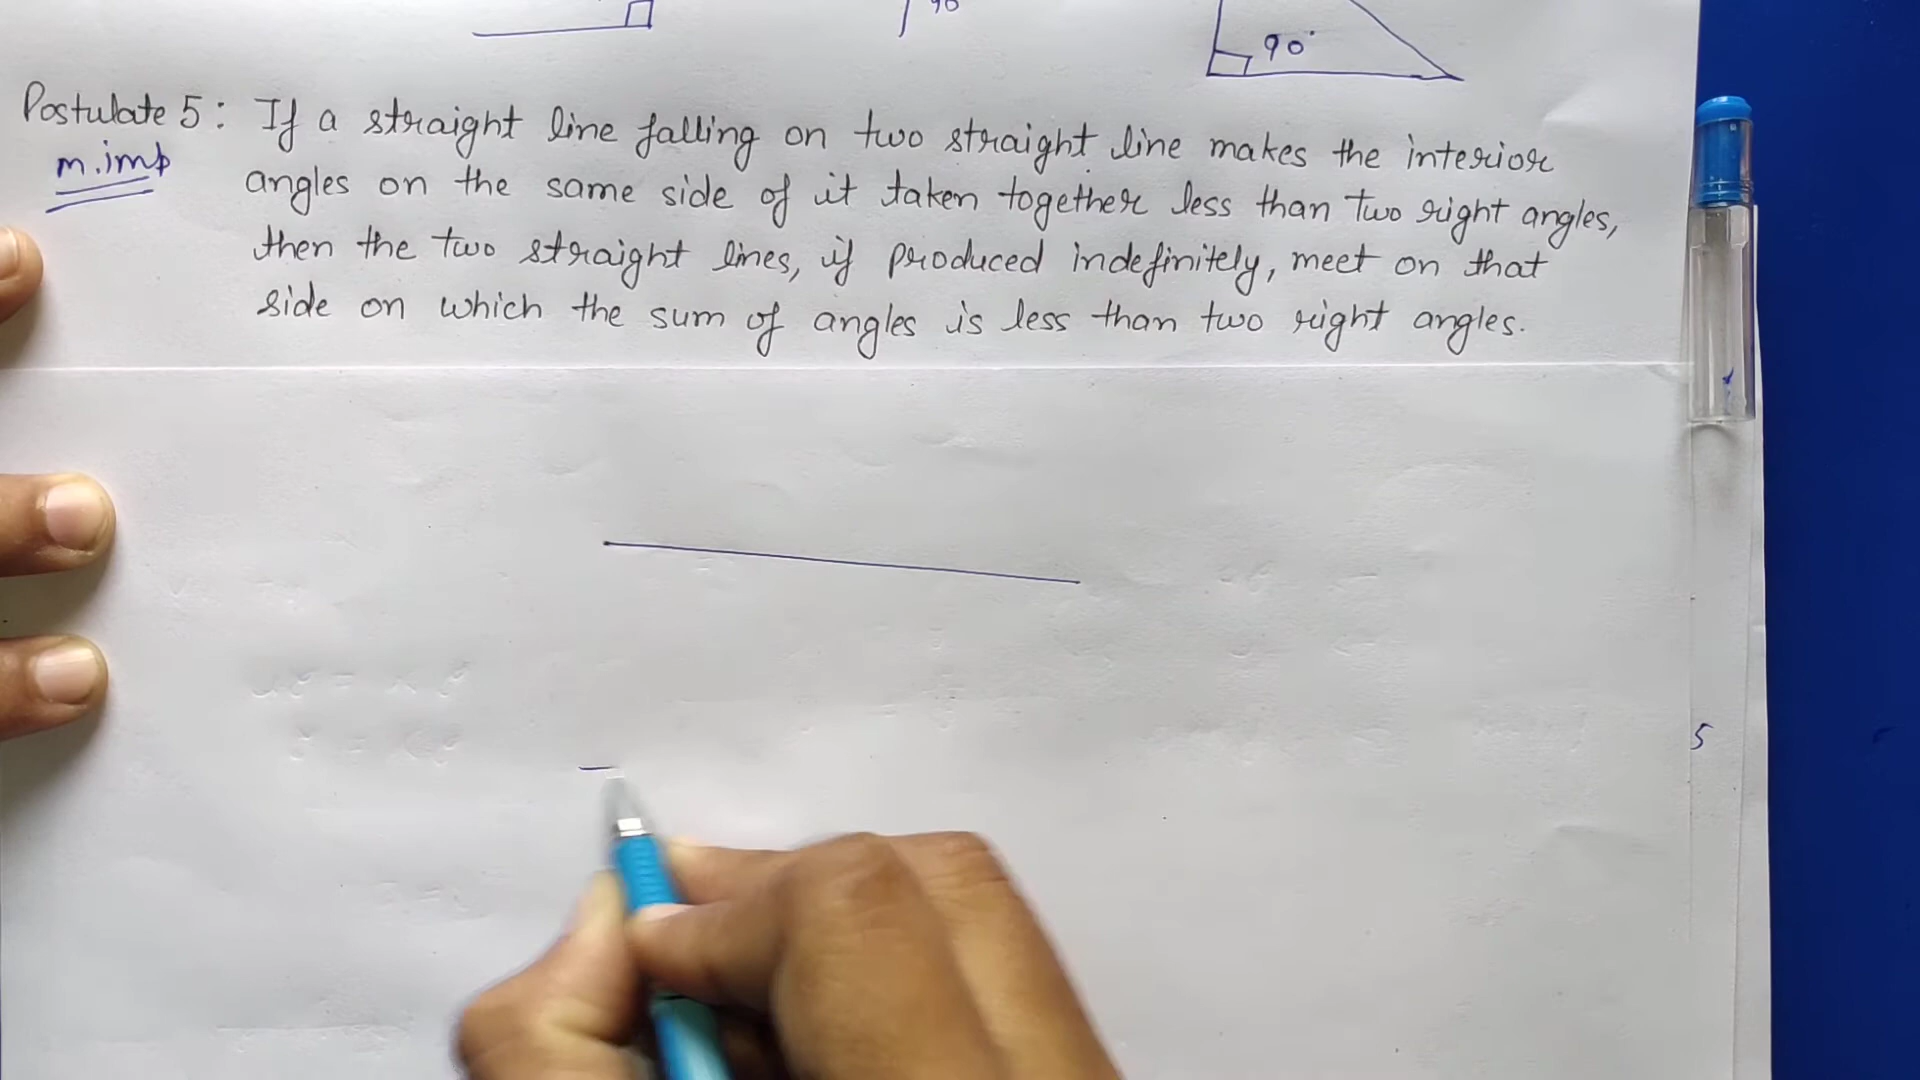 90
90°
Postulate 5: If a straight line falling on two straight line makes the interior
m.imp
angles on the same side of it taken together less than two right angles,
then the two straight lines, if produced indefinitely, meet on that
side on which the sum of angles is less than two right angles.
5